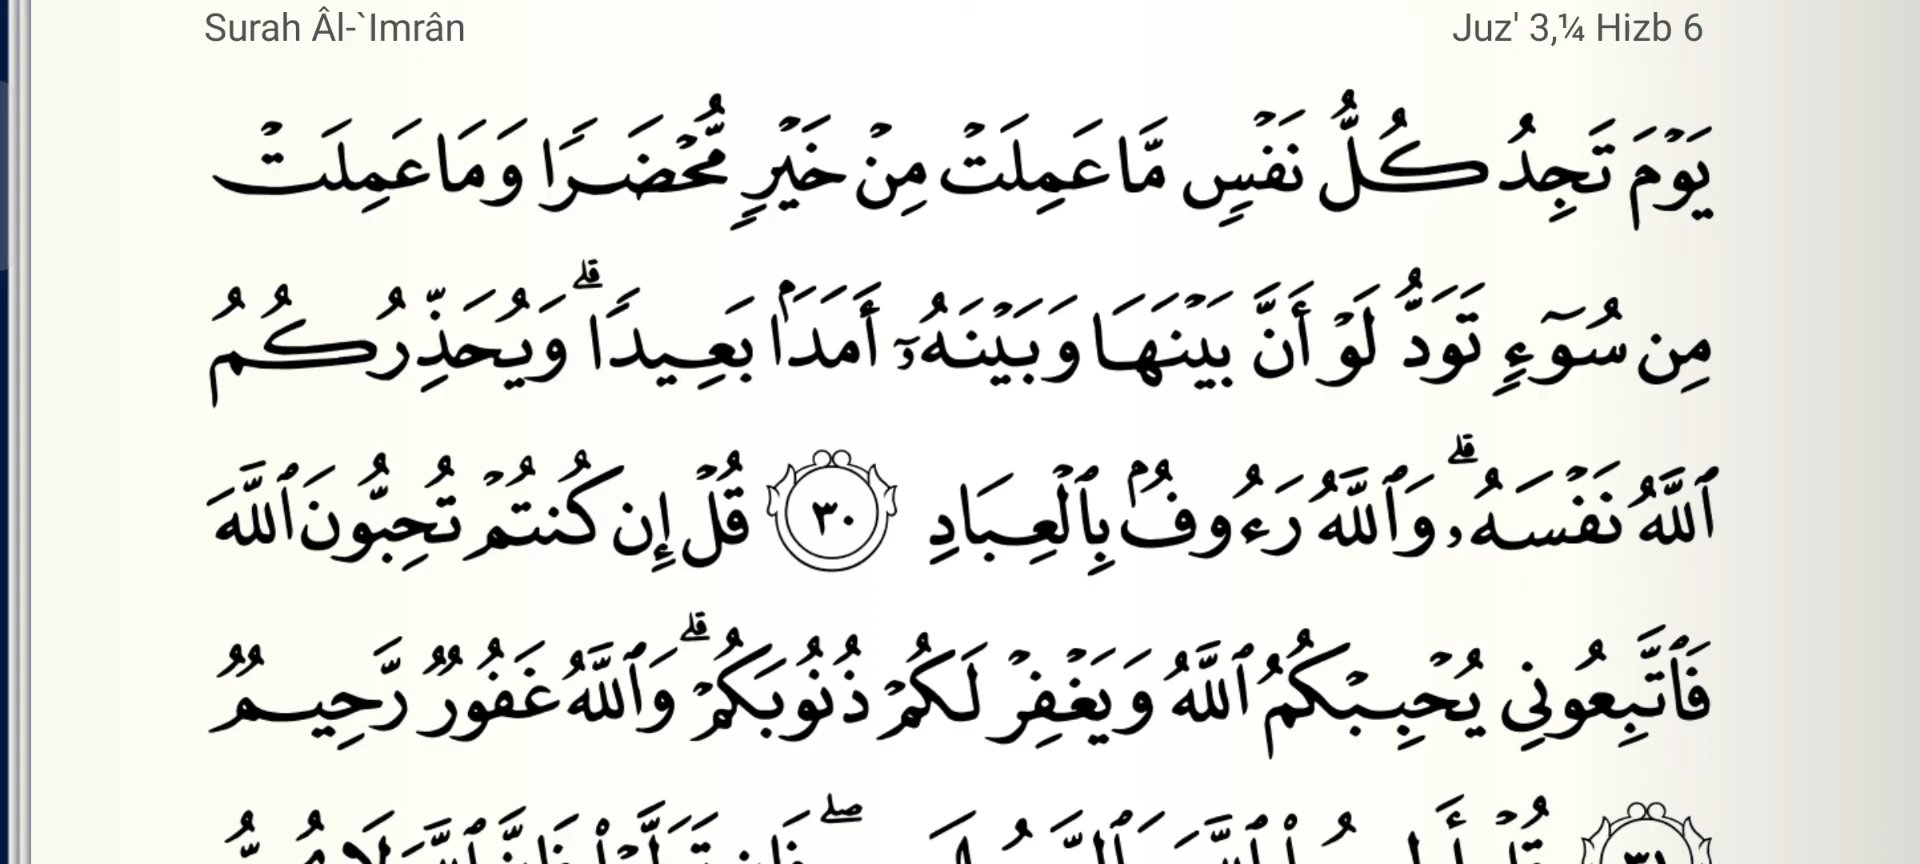 Surah Âl-`Imrân
Juz' 3,¼ Hizb 6
يَوْمَ تَجِدُ كُلُّ نَفْسٍ مَّا عَمِلَتْ مِنْ خَيْرٍ مُّحْضَرًا وَمَا عَمِلَتْ
مِن سُوٓءٍ تَوَدُّ لَوْ أَنَّ بَيْنَهَا وَبَيْنَهُۥٓ أَمَدًۢا بَعِيدًا ۗ وَيُحَذِّرُكُمُ
ٱللَّهُ نَفْسَهُۥ ۗ وَٱللَّهُ رَءُوفٌۢ بِٱلْعِبَادِ ٣٠ قُلْ إِن كُنتُمْ تُحِبُّونَ ٱللَّهَ
فَٱتَّبِعُونِى يُحْبِبْكُمُ ٱللَّهُ وَيَغْفِرْ لَكُمْ ذُنُوبَكُمْ ۗ وَٱللَّهُ غَفُورٌ رَّحِيمٌ